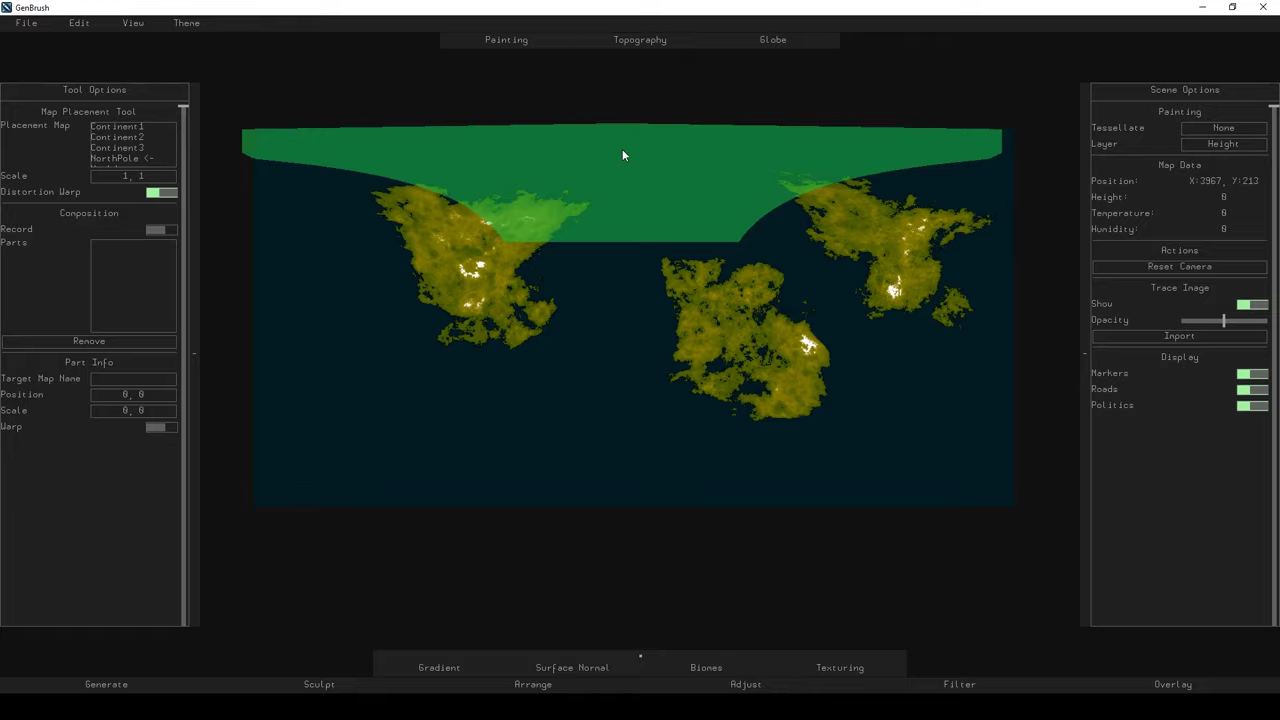 GenBrush
File Edit View Theme
Painting Topography Globe
Tool Options
Map Placement Tool
Placement Map
Continent1
Continent2
Continent3
NorthPole <-
Scale 1, 1
Distortion Warp
Composition
Record
Parts
Remove
Part Info
Target Map Name
Position 0, 0
Scale 0, 0
Warp
Scene Options
Painting
Tessellate None
Layer Height
Map Data
Position: X:3967, Y:213
Height: 0
Temperature: 0
Humidity: 0
Actions
Reset Camera
Trace Image
Show
Opacity
Import
Display
Markers
Roads
Politics
Gradient Surface Normal Biomes Texturing
Generate Sculpt Arrange Adjust Filter Overlay